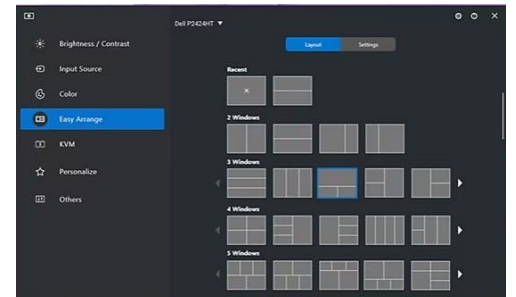 Dell P2424HT
Brightness / Contrast
Input Source
Color
Easy Arrange
KVM
Personalize
Others
Layout
Settings
Recent
2 Windows
3 Windows
4 Windows
5 Windows